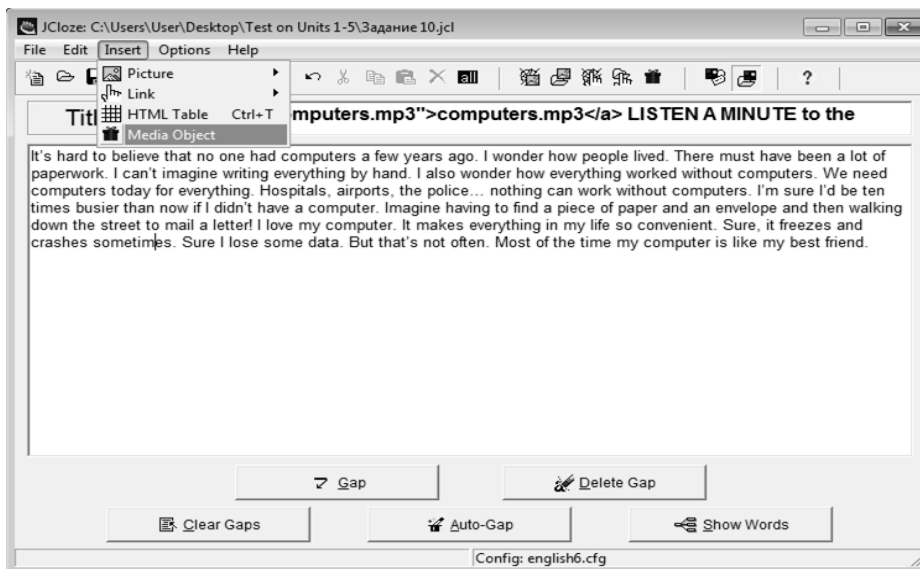 JCloze: C:\Users\User\Desktop\Test on Units 1-5\Задание 10.jcl
File Edit Insert Options Help
Picture
Link
HTML Table Ctrl+T
Media Object
all
?
Titl
mputers.mp3">computers.mp3</a> LISTEN A MINUTE to the
It's hard to believe that no one had computers a few years ago. I wonder how people lived. There must have been a lot of
paperwork. I can't imagine writing everything by hand. I also wonder how everything worked without computers. We need
computers today for everything. Hospitals, airports, the police... nothing can work without computers. I'm sure I'd be ten
times busier than now if I didn't have a computer. Imagine having to find a piece of paper and an envelope and then walking
down the street to mail a letter! I love my computer. It makes everything in my life so convenient. Sure, it freezes and
crashes sometimes. Sure I lose some data. But that's not often. Most of the time my computer is like my best friend.
Gap
Delete Gap
Clear Gaps
Auto-Gap
Show Words
Config: english6.cfg